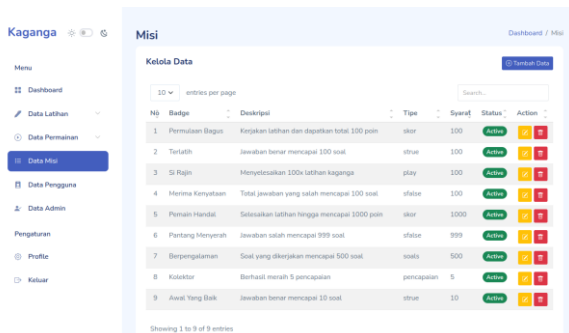 Kaganga
Misi
Dashboard / Misi
Menu
Dashboard
Data Latihan
Data Permainan
Data Misi
Data Pengguna
Data Admin
Pengaturan
Profile
Keluar
Kelola Data
Tambah Data
10 entries per page
Search...
No Badge Deskripsi Tipe Syarat Status Action
1 Permulaan Bagus Kerjakan latihan dan dapatkan total 100 poin skor 100 Active
2 Terlatih Jawaban benar mencapai 100 soal strue 100 Active
3 Si Rajin Menyelesaikan 100x latihan kaganga play 100 Active
4 Merima Kenyataan Total jawaban yang salah mencapai 100 soal sfalse 100 Active
5 Pemain Handal Selesaikan latihan hingga mencapai 1000 poin skor 1000 Active
6 Pantang Menyerah Jawaban salah mencapai 999 soal sfalse 999 Active
7 Berpengalaman Soal yang dikerjakan mencapai 500 soal soals 500 Active
8 Kolektor Berhasil meraih 5 pencapaian pencapaian 5 Active
9 Awal Yang Baik Jawaban benar mencapai 10 soal strue 10 Active
Showing 1 to 9 of 9 entries